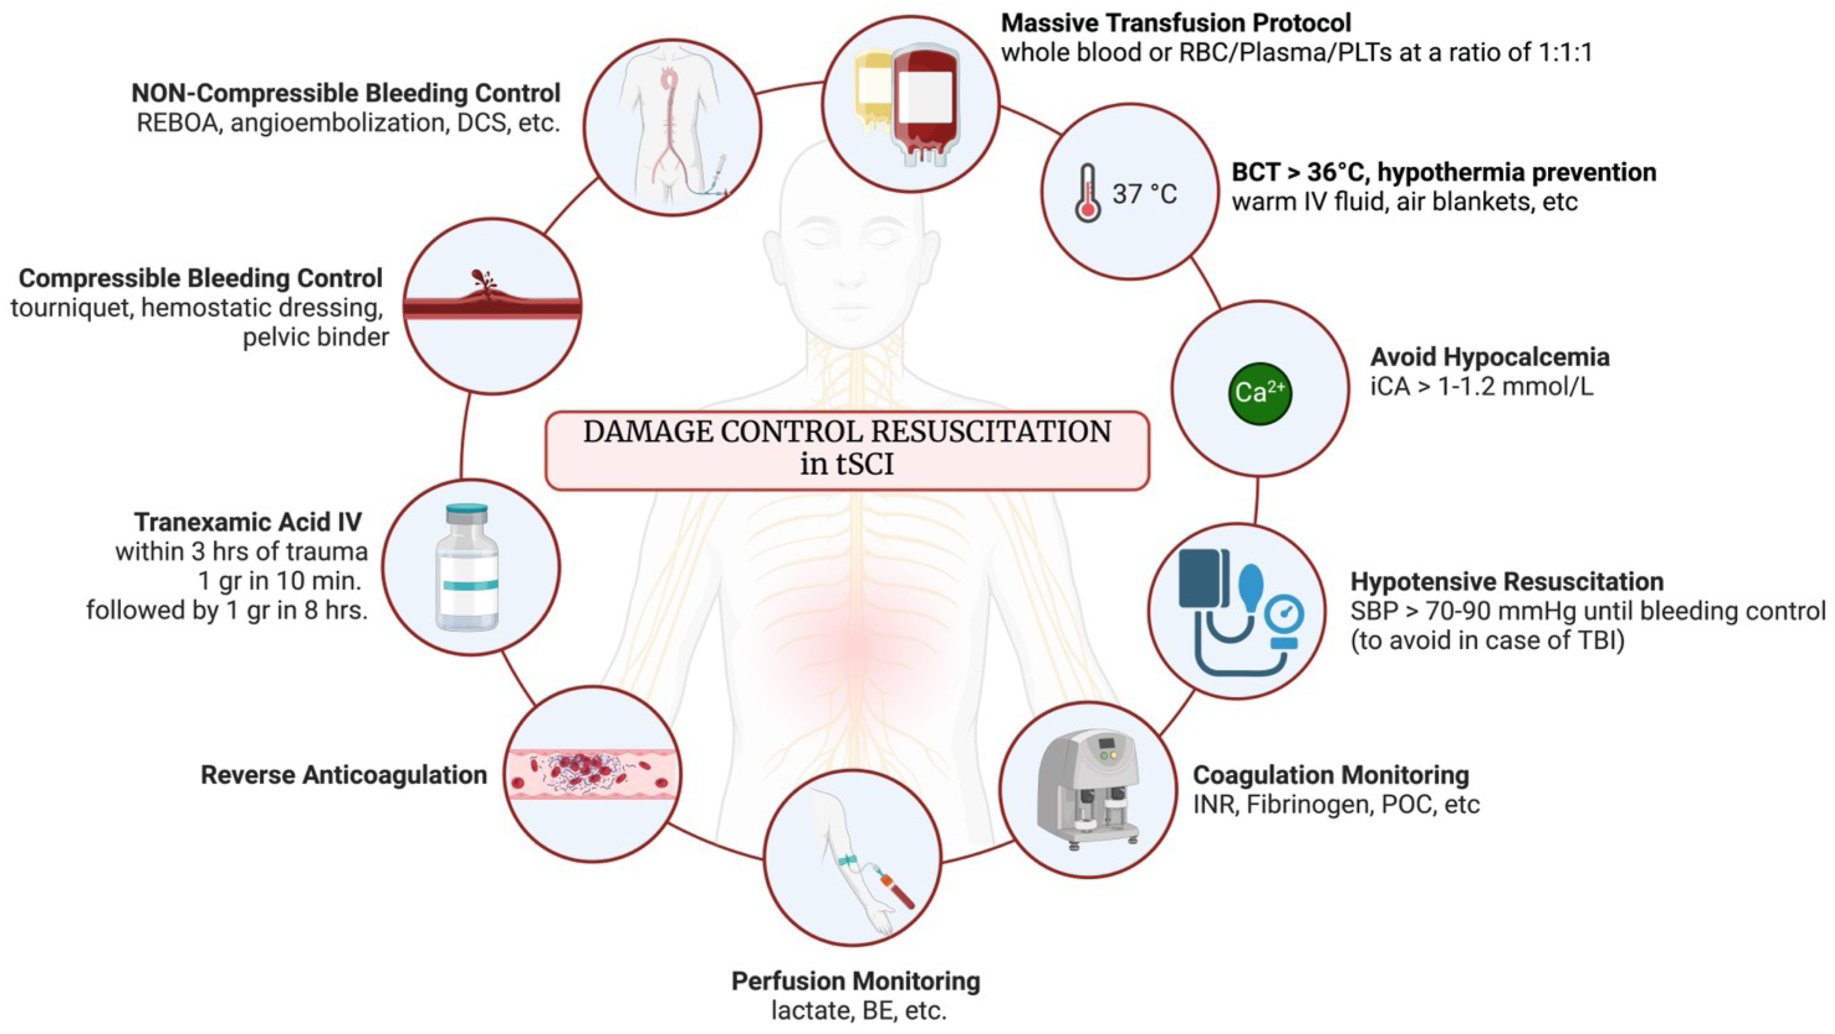 Massive Transfusion Protocol
whole blood or RBC/Plasma/PLTs at a ratio of 1:1:1
NON-Compressible Bleeding Control
REBOA, angioembolization, DCS, etc.
37 °C
BCT > 36°C, hypothermia prevention
warm IV fluid, air blankets, etc
Compressible Bleeding Control
tourniquet, hemostatic dressing,
pelvic binder
Ca²⁺
Avoid Hypocalcemia
iCA > 1-1.2 mmol/L
DAMAGE CONTROL RESUSCITATION
in tSCI
Tranexamic Acid IV
within 3 hrs of trauma
1 gr in 10 min.
followed by 1 gr in 8 hrs.
Hypotensive Resuscitation
SBP > 70-90 mmHg until bleeding control
(to avoid in case of TBI)
Reverse Anticoagulation
Coagulation Monitoring
INR, Fibrinogen, POC, etc
Perfusion Monitoring
lactate, BE, etc.